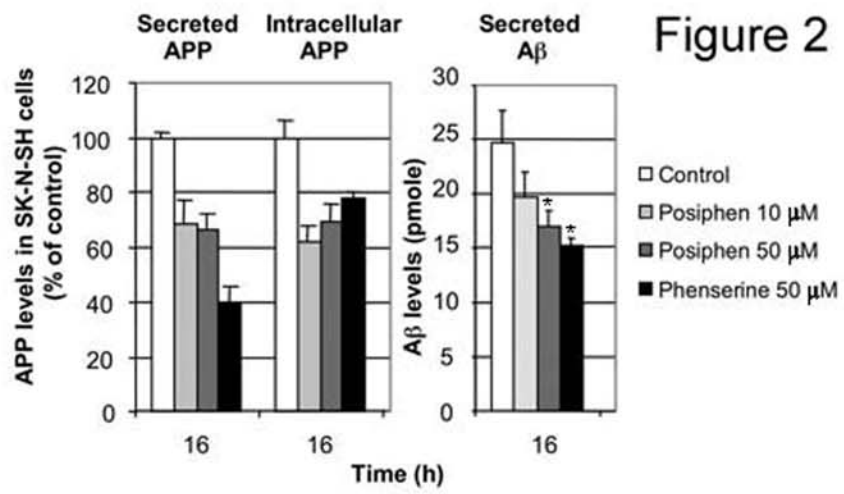 Secreted
APP
Intracellular
APP
Secreted
Aβ
Figure 2
APP levels in SK-N-SH cells
(% of control)
120
100
80
60
40
20
0
16
16
Aβ levels (pmole)
30
25
20
15
10
5
0
*
*
16
Time (h)
Control
Posiphen 10 µM
Posiphen 50 µM
Phenserine 50 µM